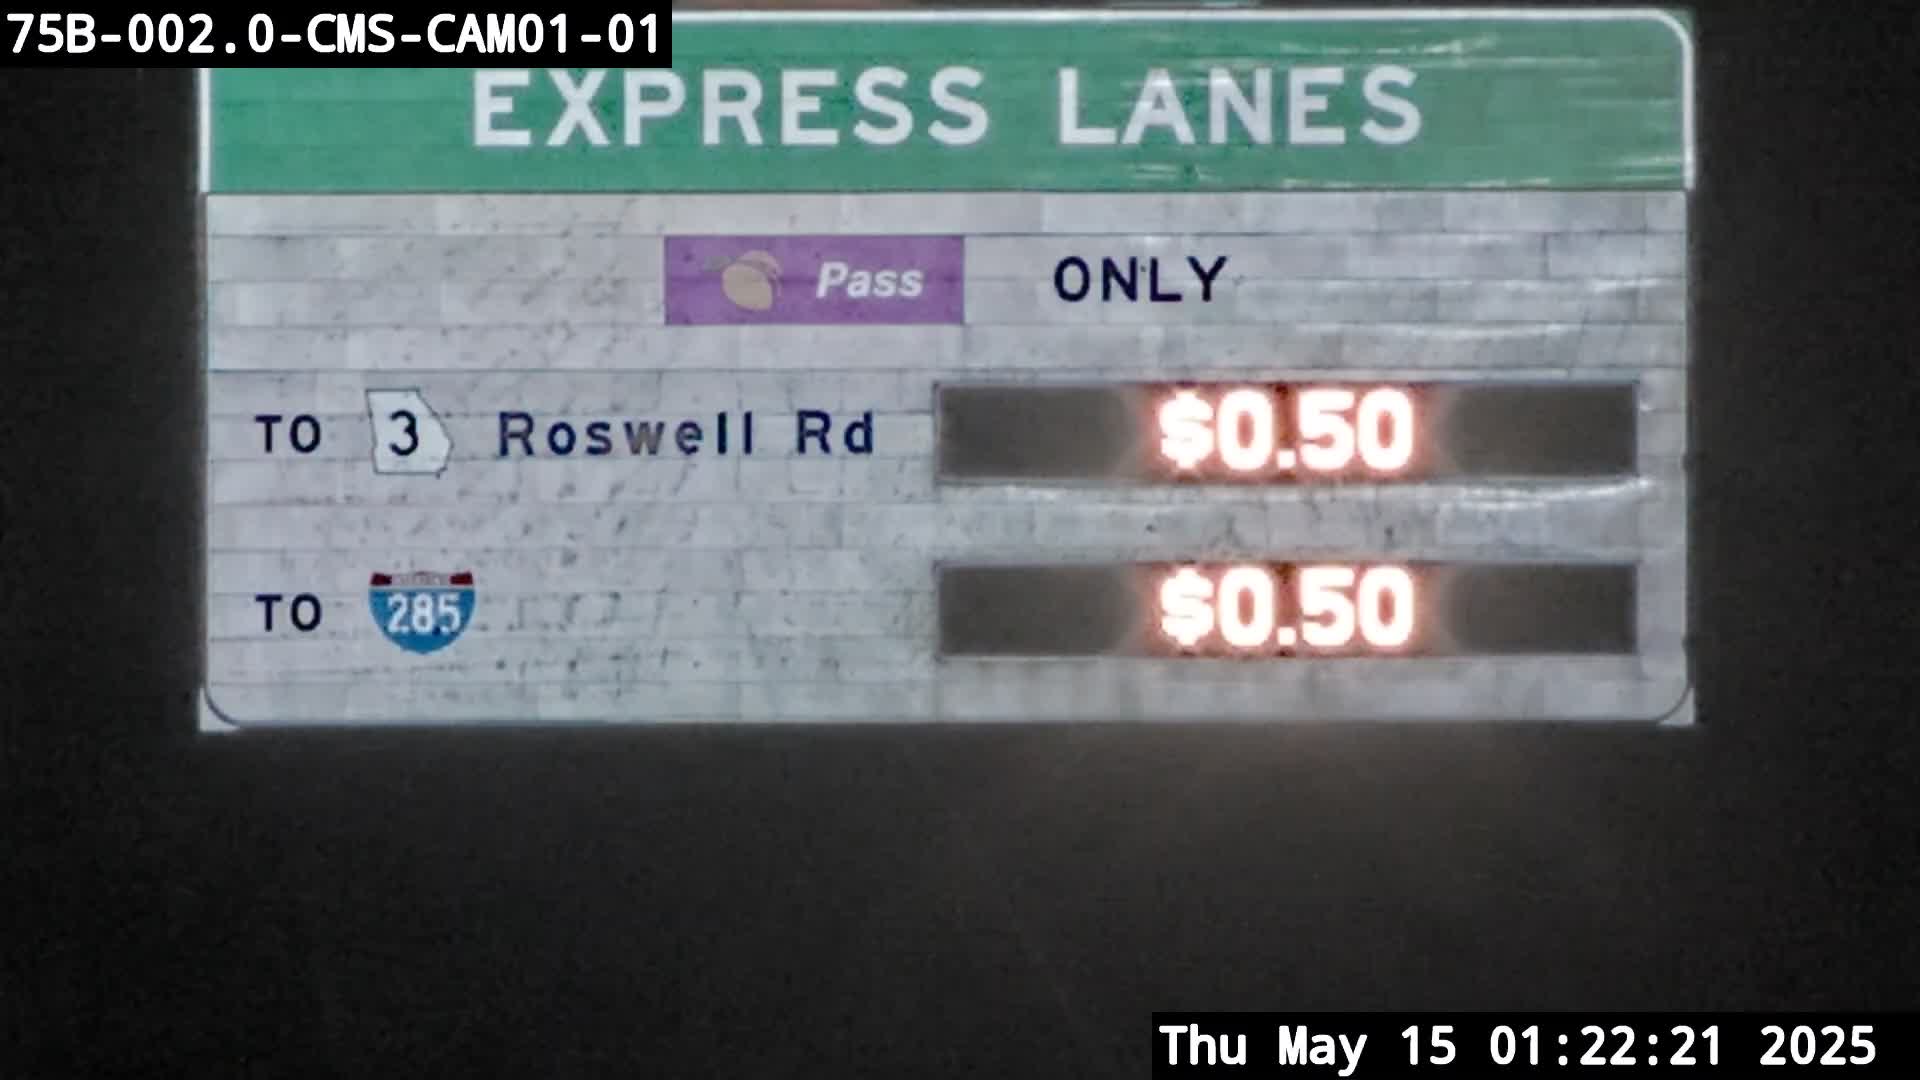 75B-002.0-CMS-CAM01-01
EXPRESS LANES
Pass ONLY
TO 3 Roswell Rd $0.50
TO 285 $0.50
Thu May 15 01:22:21 2025